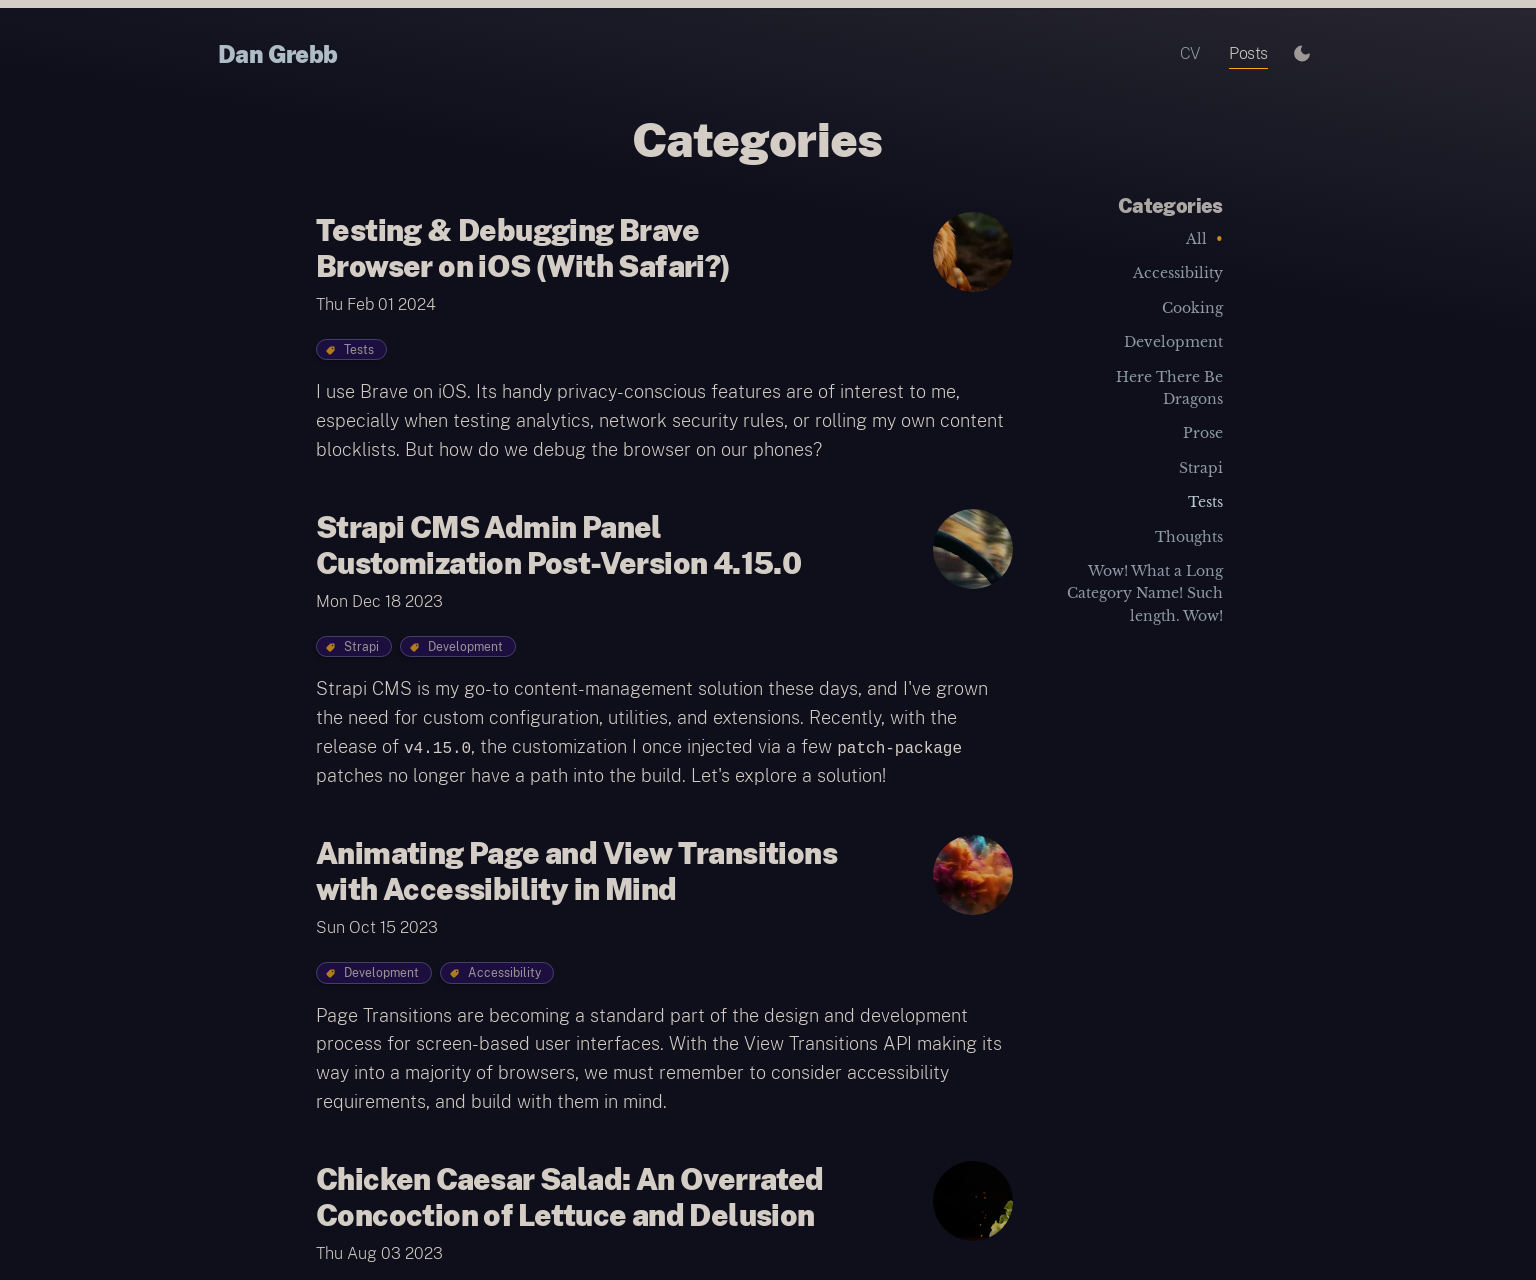 Dan Grebb
CV
Posts
Categories
Testing & Debugging Brave
Browser on iOS (With Safari?)
Thu Feb 01 2024
Tests
I use Brave on iOS. Its handy privacy-conscious features are of interest to me,
especially when testing analytics, network security rules, or rolling my own content
blocklists. But how do we debug the browser on our phones?
Strapi CMS Admin Panel
Customization Post-Version 4.15.0
Mon Dec 18 2023
Strapi
Development
Strapi CMS is my go-to content-management solution these days, and I've grown
the need for custom configuration, utilities, and extensions. Recently, with the
release of v4.15.0, the customization I once injected via a few patch-package
patches no longer have a path into the build. Let's explore a solution!
Animating Page and View Transitions
with Accessibility in Mind
Sun Oct 15 2023
Development
Accessibility
Page Transitions are becoming a standard part of the design and development
process for screen-based user interfaces. With the View Transitions API making its
way into a majority of browsers, we must remember to consider accessibility
requirements, and build with them in mind.
Chicken Caesar Salad: An Overrated
Concoction of Lettuce and Delusion
Thu Aug 03 2023
Categories
All •
Accessibility
Cooking
Development
Here There Be
Dragons
Prose
Strapi
Tests
Thoughts
Wow! What a Long
Category Name! Such
length. Wow!